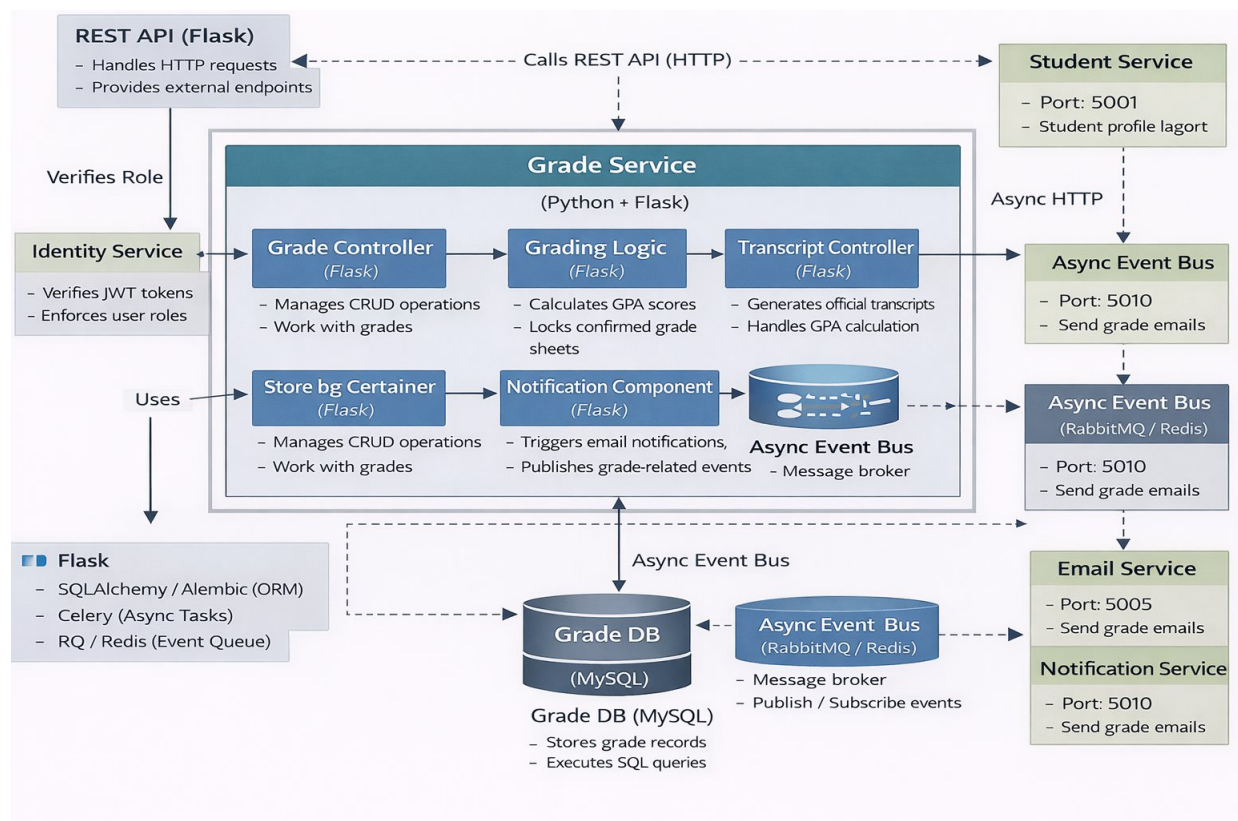 REST API (Flask)
– Handles HTTP requests
– Provides external endpoints
Calls REST API (HTTP)
Student Service
– Port: 5001
– Student profile lagort
Verifies Role
Async HTTP
Grade Service
(Python + Flask)
Identity Service
– Verifies JWT tokens
– Enforces user roles
Grade Controller
(Flask)
– Manages CRUD operations
– Work with grades
Grading Logic
(Flask)
– Calculates GPA scores
– Locks confirmed grade
sheets
Transcript Controller
(Flask)
– Generates official transcripts
– Handles GPA calculation
Async Event Bus
– Port: 5010
– Send grade emails
Uses
Store bg Certainer
(Flask)
– Manages CRUD operations
– Work with grades
Notification Component
(Flask)
– Triggers email notifications,
– Publishes grade-related events
Async Event Bus
– Message broker
Async Event Bus
(RabbitMQ / Redis)
– Port: 5010
– Send grade emails
Flask
– SQLAlchemy / Alembic (ORM)
– Celery (Async Tasks)
– RQ / Redis (Event Queue)
Async Event Bus
Grade DB
(MySQL)
Grade DB (MySQL)
– Stores grade records
– Executes SQL queries
Async Event Bus
(RabbitMQ / Redis)
– Message broker
– Publish / Subscribe events
Email Service
– Port: 5005
– Send grade emails
Notification Service
– Port: 5010
– Send grade emails